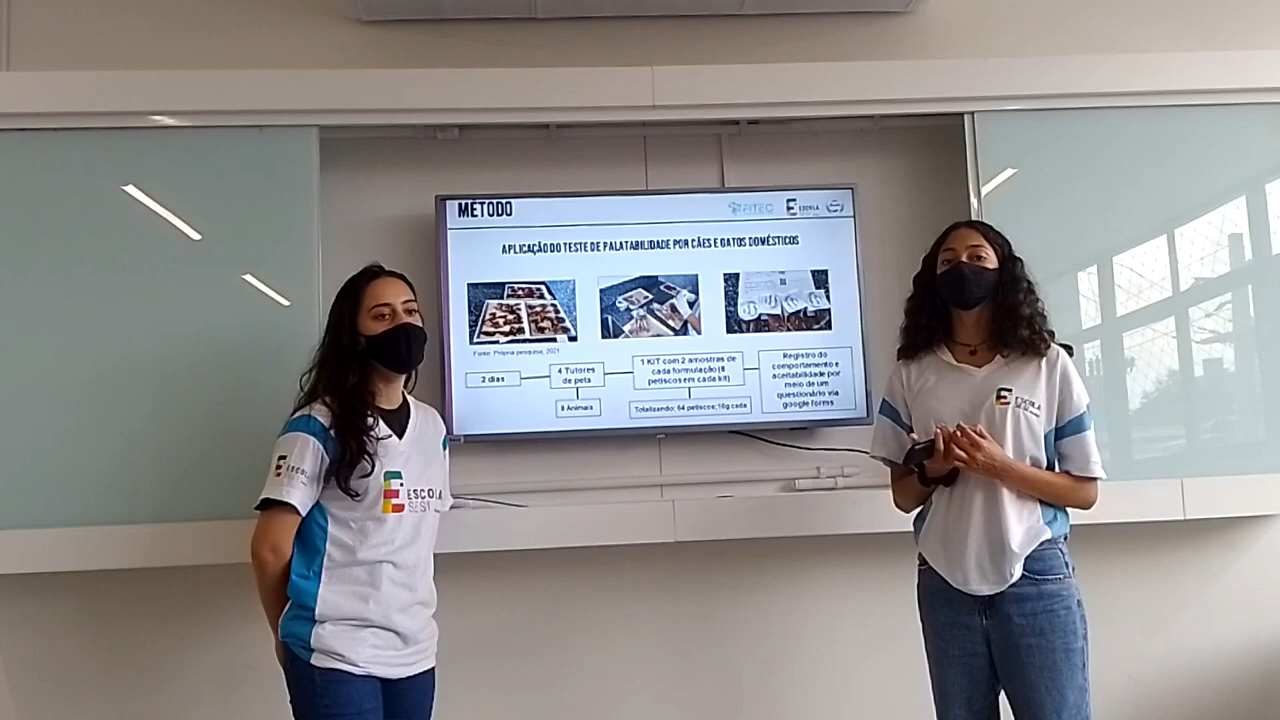 MÉTODO
FITEC
ESCOLA
APLICAÇÃO DO TESTE DE PALATABILIDADE POR CÃES E GATOS DOMÉSTICOS
Fonte: Própria pesquisa, 2021
2 dias
4 Tutores
de pets
8 Animais
1 KIT com 2 amostras de
cada formulação (8
petiscos em cada kit)
Totalizando: 64 petiscos; 16g cada
Registro do
comportamento e
aceitabilidade por
meio de um
questionário via
google forms
ESCOLA
ESCOLA
SESI
ESCOLA